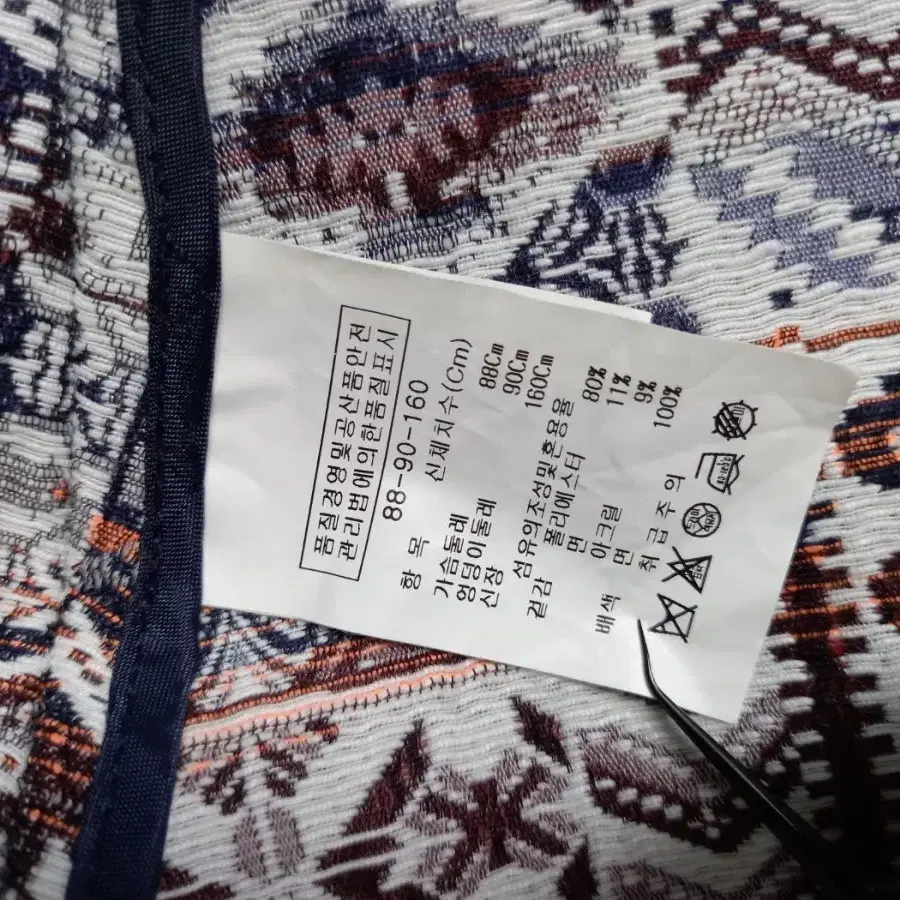 품질경영및공산품안전
관리법에의한품질표시
88-90-160
항 목 신체치수(Cm)
가슴둘레 88Cm
엉덩이둘레 90Cm
신장 160Cm
섬유의조성및혼용율
겉감 폴리에스터 80%
면 11%
아크릴 9%
배색 면 100%
취 급 주 의